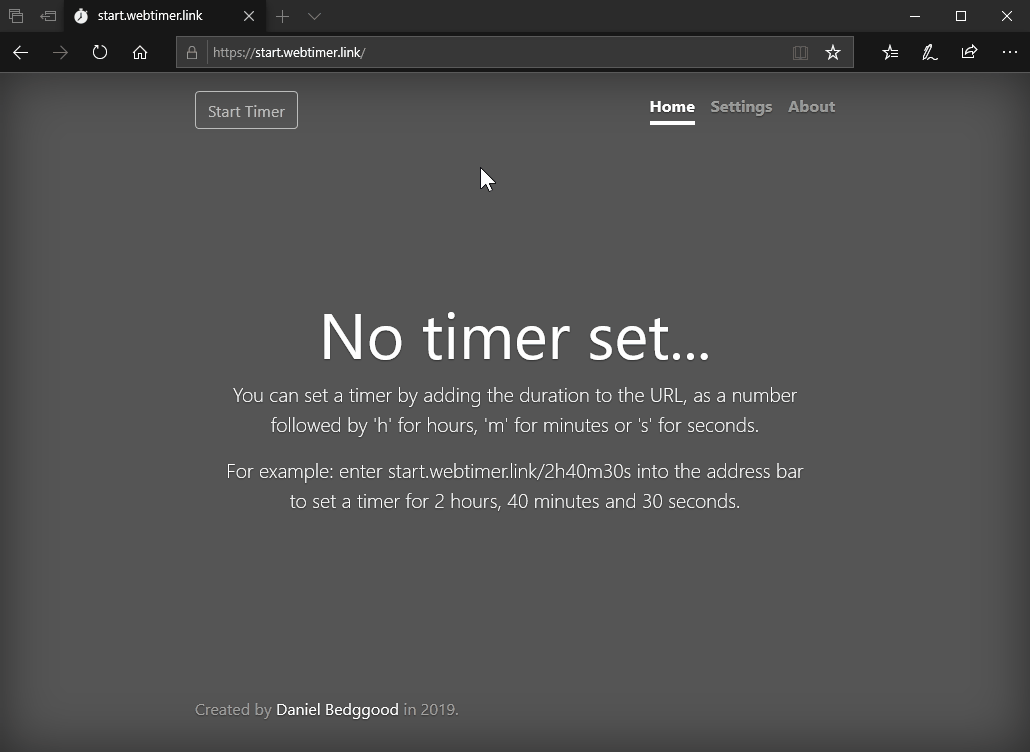 start.webtimer.link
https://start.webtimer.link/
Start Timer
Home Settings About
No timer set...
You can set a timer by adding the duration to the URL, as a number
followed by 'h' for hours, 'm' for minutes or 's' for seconds.
For example: enter start.webtimer.link/2h40m30s into the address bar
to set a timer for 2 hours, 40 minutes and 30 seconds.
Created by Daniel Bedggood in 2019.